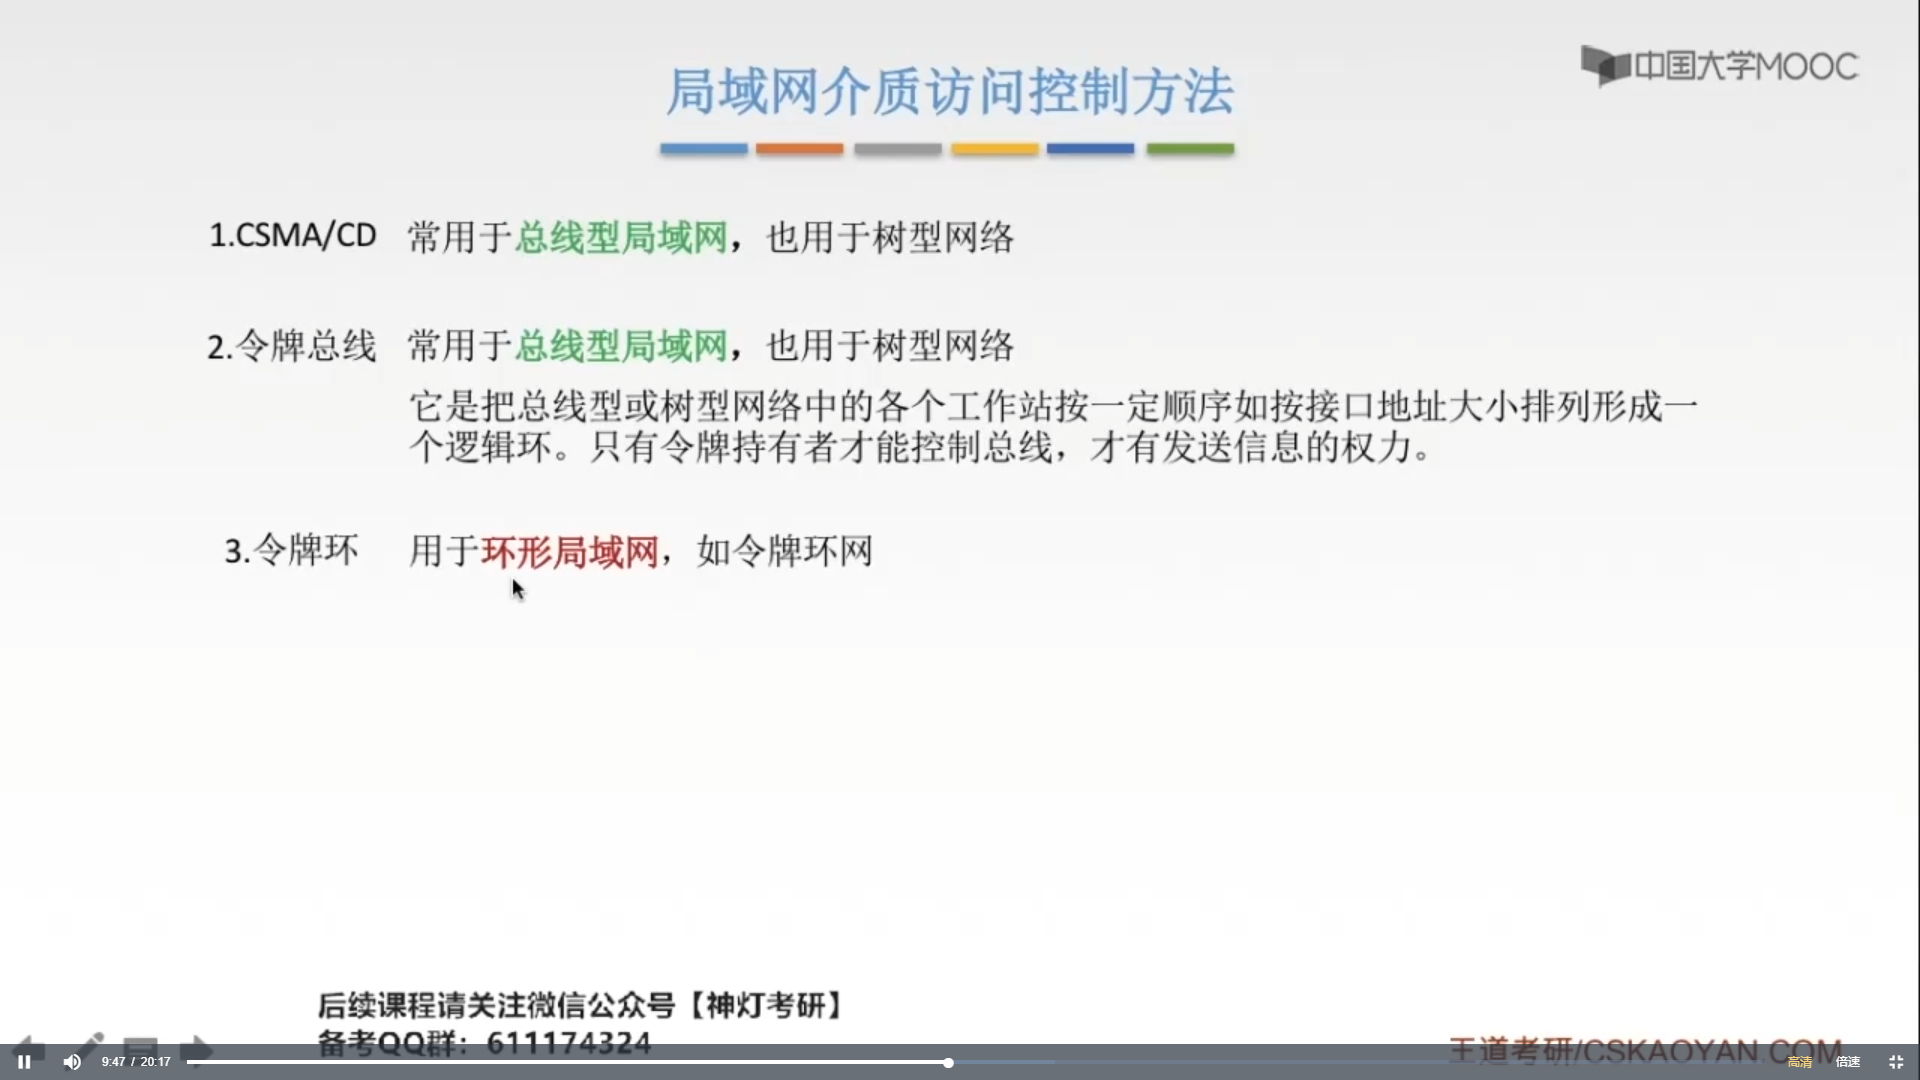 中国大学MOOC
局域网介质访问控制方法
1.CSMA/CD 常用于总线型局域网，也用于树型网络
2.令牌总线 常用于总线型局域网，也用于树型网络
它是把总线型或树型网络中的各个工作站按一定顺序如按接口地址大小排列形成一
个逻辑环。只有令牌持有者才能控制总线，才有发送信息的权力。
3.令牌环 用于环形局域网，如令牌环网
后续课程请关注微信公众号【神灯考研】
备考QQ群：611174324
王道考研/CSKAOYAN.COM
9:47 / 20:17 高清 倍速